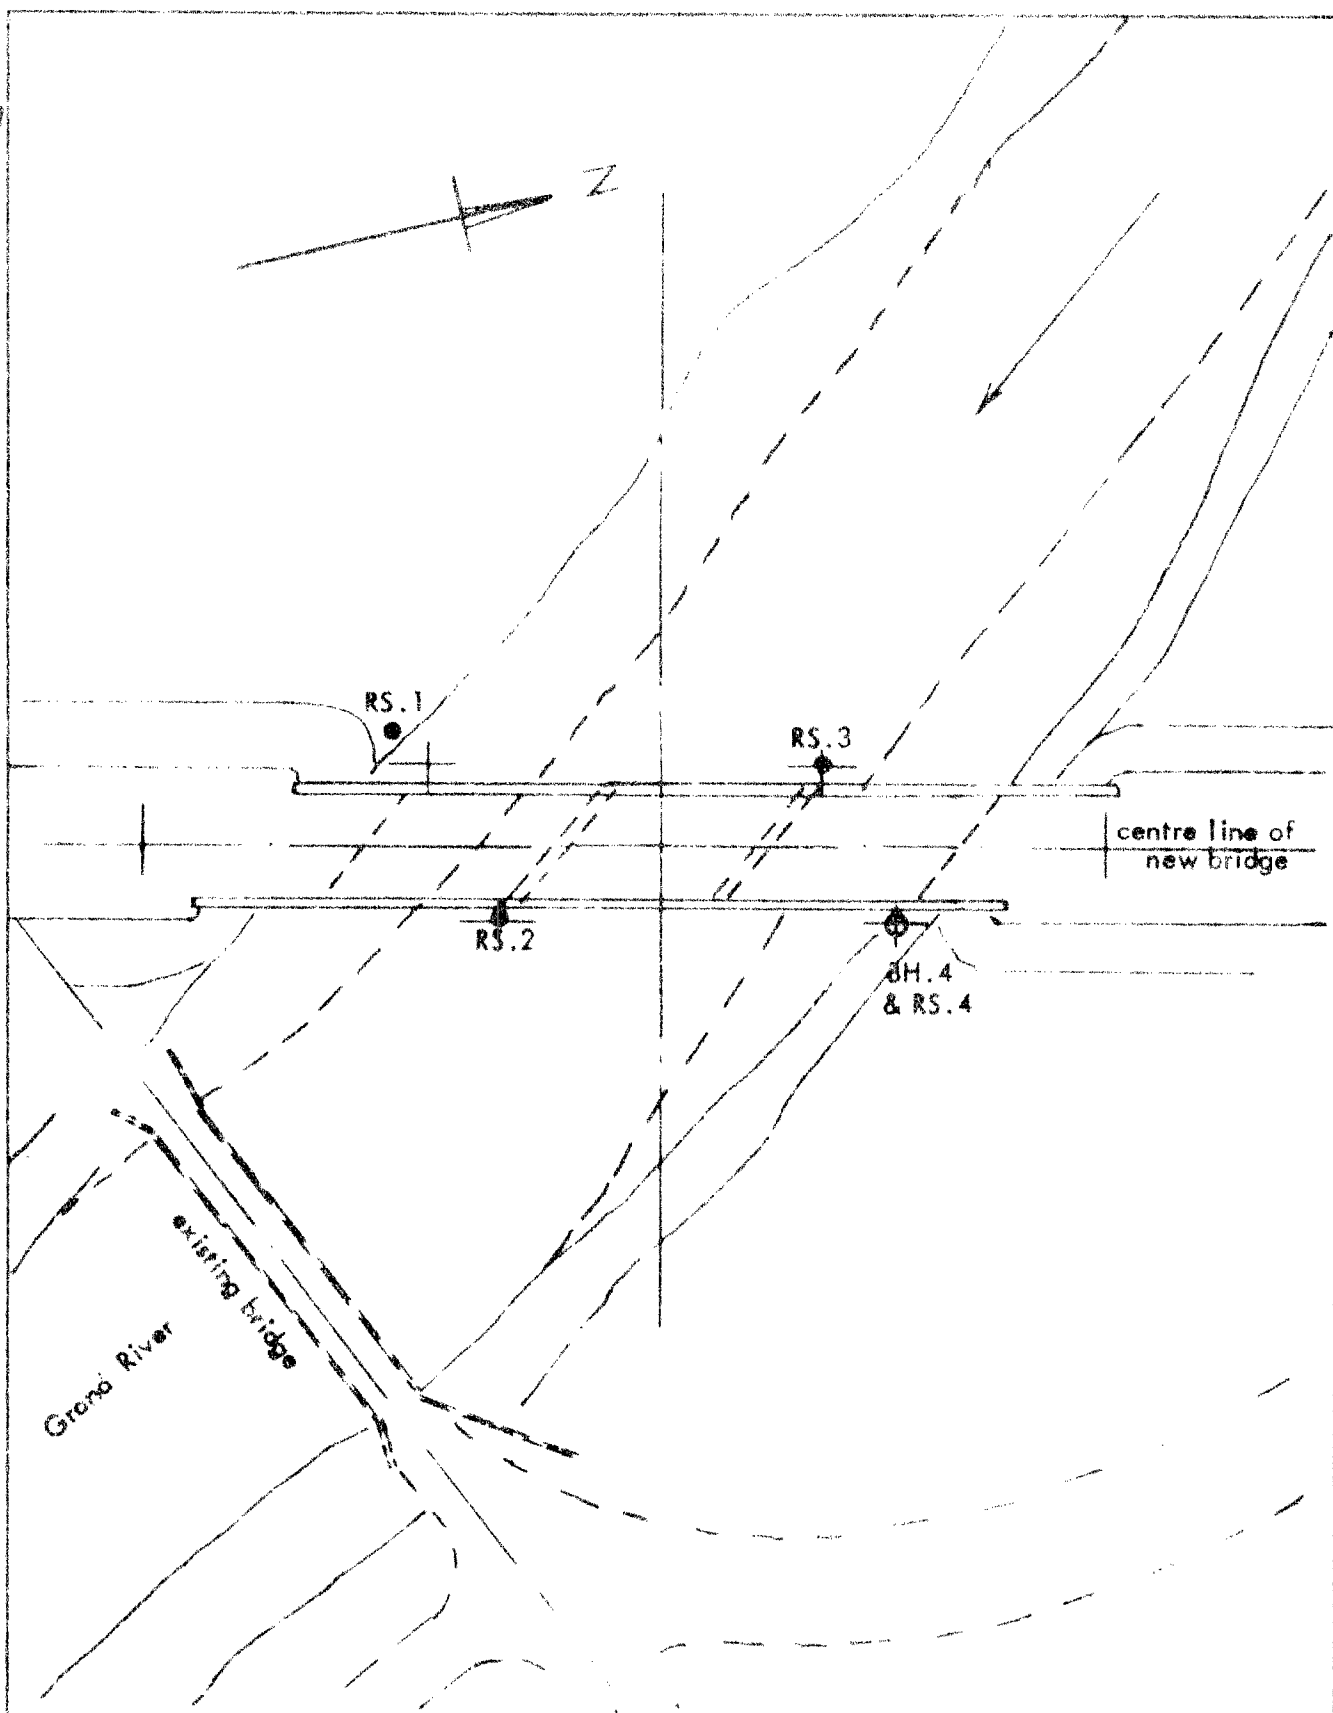 N
RS.1
RS.3
centre line of
new bridge
RS.2
BH.4
& RS.4
existing bridge
Grand River